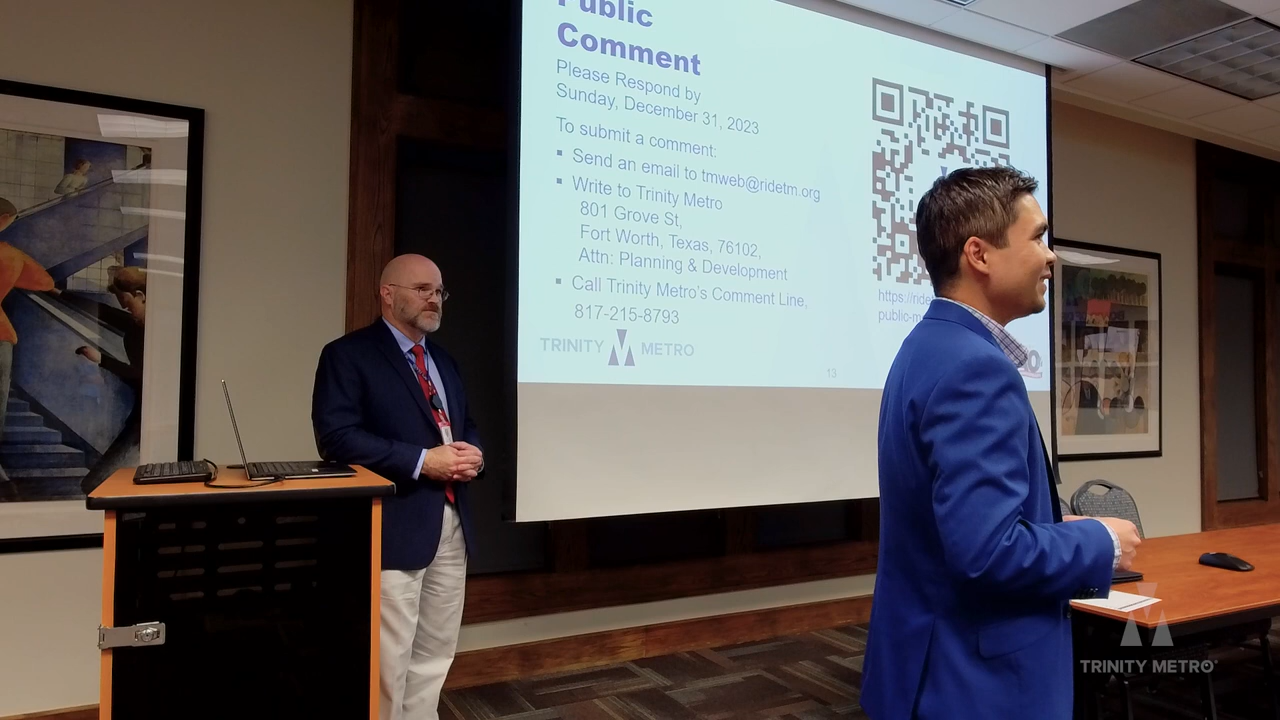 Public
Comment
Please Respond by
Sunday, December 31, 2023
To submit a comment:
▪ Send an email to tmweb@ridetm.org
▪ Write to Trinity Metro
801 Grove St,
Fort Worth, Texas, 76102,
Attn: Planning & Development
▪ Call Trinity Metro's Comment Line,
817-215-8793
TRINITY METRO
13
https://ride
public-m
TRINITY METRO